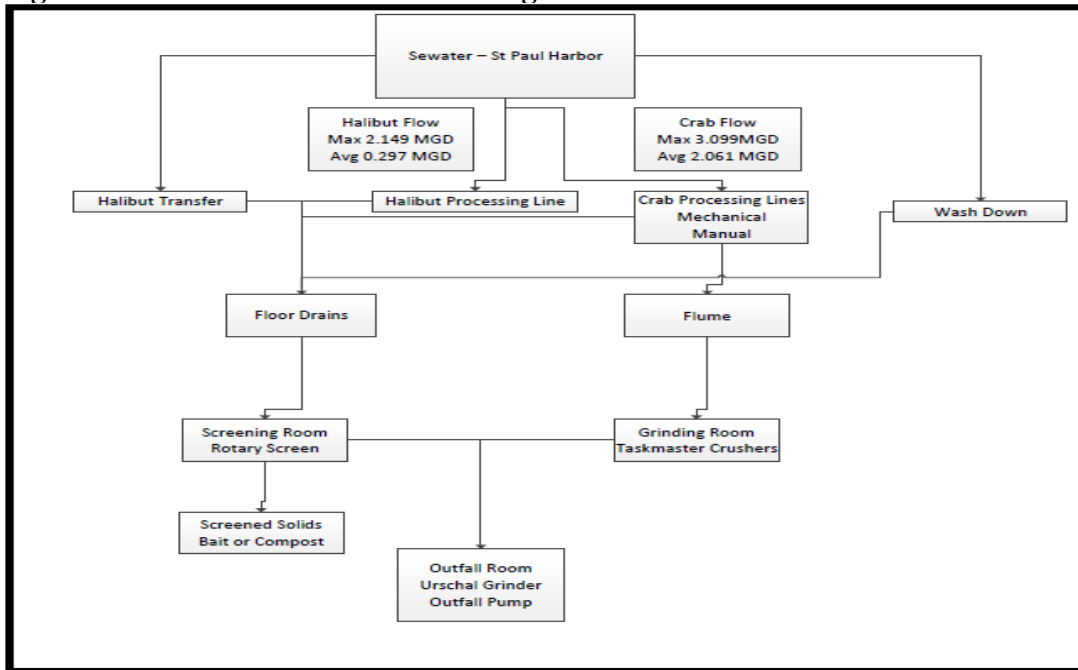 Sewater – St Paul Harbor
Halibut Flow
Max 2.149 MGD
Avg 0.297 MGD
Crab Flow
Max 3.099MGD
Avg 2.061 MGD
Halibut Transfer
Halibut Processing Line
Crab Processing Lines
Mechanical
Manual
Wash Down
Floor Drains
Flume
Screening Room
Rotary Screen
Grinding Room
Taskmaster Crushers
Screened Solids
Bait or Compost
Outfall Room
Urschal Grinder
Outfall Pump